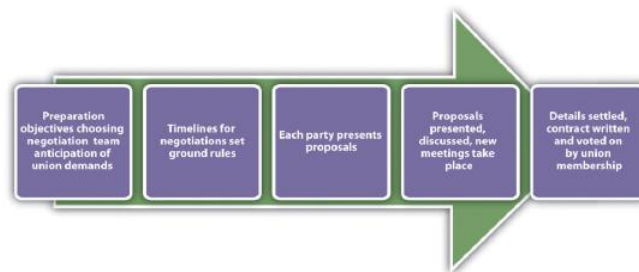 Preparation
objectives choosing
negotiation team
anticipation of
union demands
Timelines for
negotiations set
ground rules
Each party presents
proposals
Proposals
presented,
discussed, new
meetings take
place
Details settled,
contract written
and voted on
by union
membership